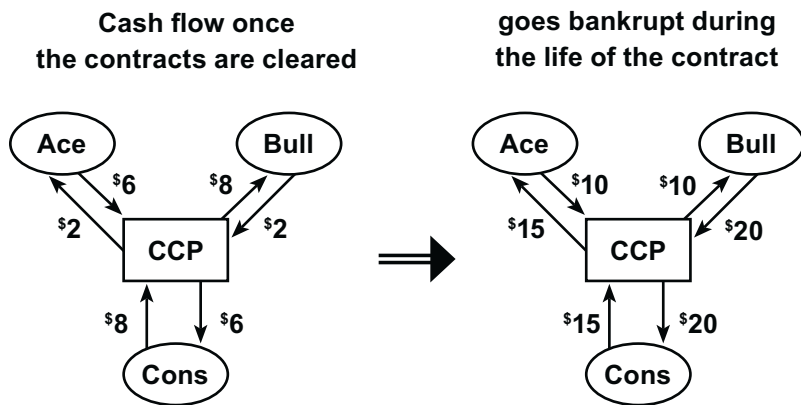 Cash flow once
the contracts are cleared
goes bankrupt during
the life of the contract
Ace
Bull
$6
$8
$2
$2
CCP
$8
$6
Cons
Ace
Bull
$10
$10
$15
$20
CCP
$15
$20
Cons